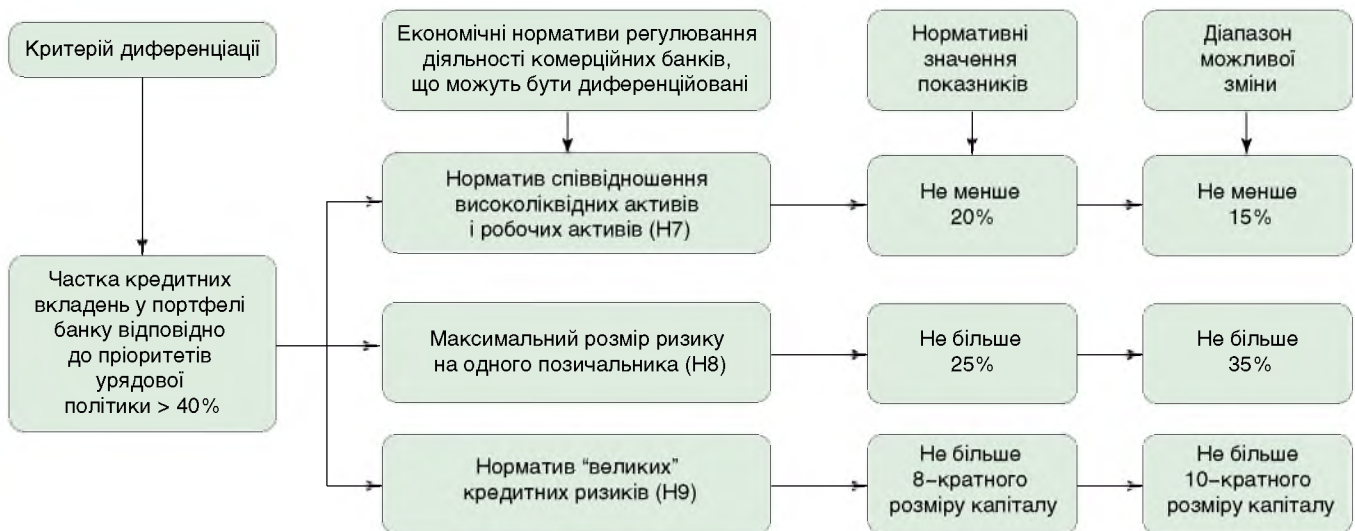 Критерій диференціації
Економічні нормативи регулювання
діяльності комерційних банків,
що можуть бути диференційовані
Нормативні
значення
показників
Діапазон
можливої
зміни
Частка кредитних
вкладень у портфелі
банку відповідно
до пріоритетів
урядової
політики > 40%
Норматив співвідношення
високоліквідних активів
і робочих активів (Н7)
Не менше
20%
Не менше
15%
Максимальний розмір ризику
на одного позичальника (Н8)
Не більше
25%
Не більше
35%
Норматив “великих”
кредитних ризиків (Н9)
Не більше
8–кратного
розміру капіталу
Не більше
10–кратного
розміру капіталу